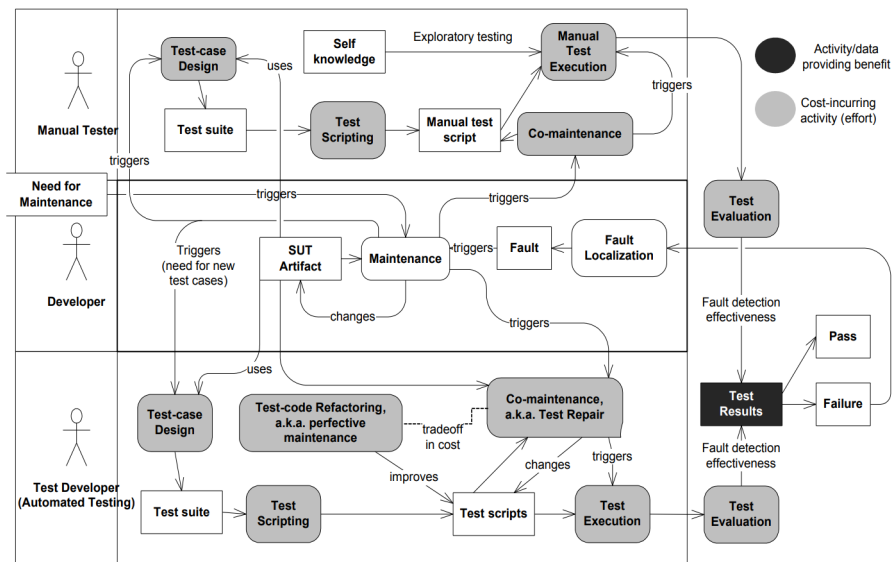 Test-case
Design
uses
Self
knowledge
Exploratory testing
Manual
Test
Execution
Activity/data
providing benefit
triggers
Cost-incurring
activity (effort)
Manual Tester
Test suite
Test
Scripting
Manual test
script
Co-maintenance
triggers
Need for
Maintenance
triggers
triggers
Test
Evaluation
Developer
Triggers
(need for new
test cases)
SUT
Artifact
Maintenance
triggers
Fault
Fault
Localization
changes
triggers
Fault detection
effectiveness
Pass
uses
Test-case
Design
Test-code Refactoring,
a.k.a. perfective
maintenance
tradeoff
in cost
Co-maintenance,
a.k.a. Test Repair
Test
Results
Failure
Fault detection
effectiveness
improves
changes
triggers
Test Developer
(Automated Testing)
Test suite
Test
Scripting
Test scripts
Test
Execution
Test
Evaluation